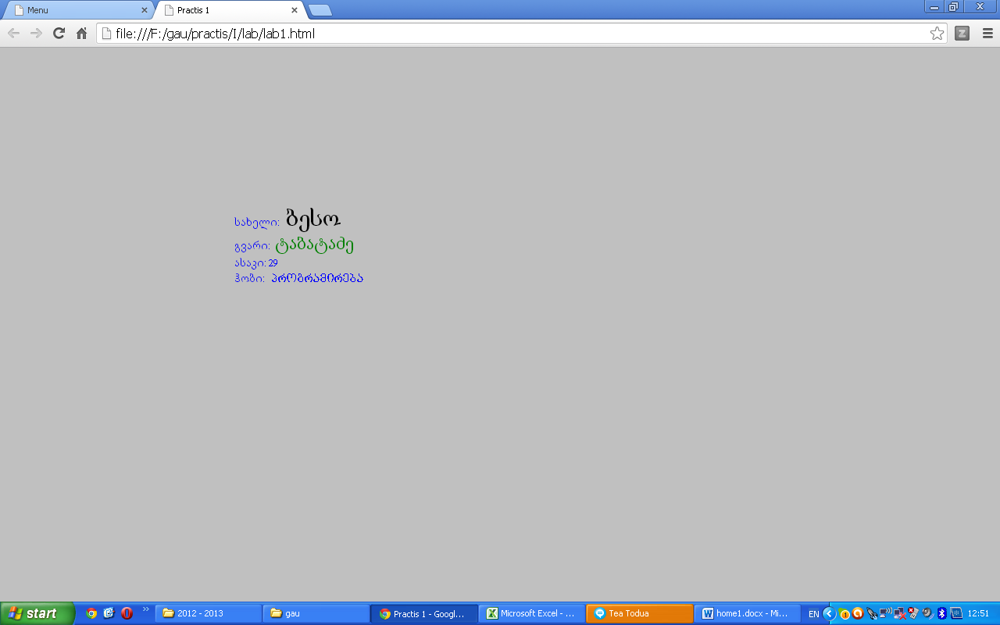 Menu
Practis 1
file:///F:/gau/practis/I/lab/lab1.html
სახელი: ბესო
გვარი: ტაბატაძე
ასაკი: 29
ჰობი: პროგრამირება
start
2012 - 2013
gau
Practis 1 - Googl...
Microsoft Excel - ...
Tea Todua
home1.docx - Mi...
EN
12:51